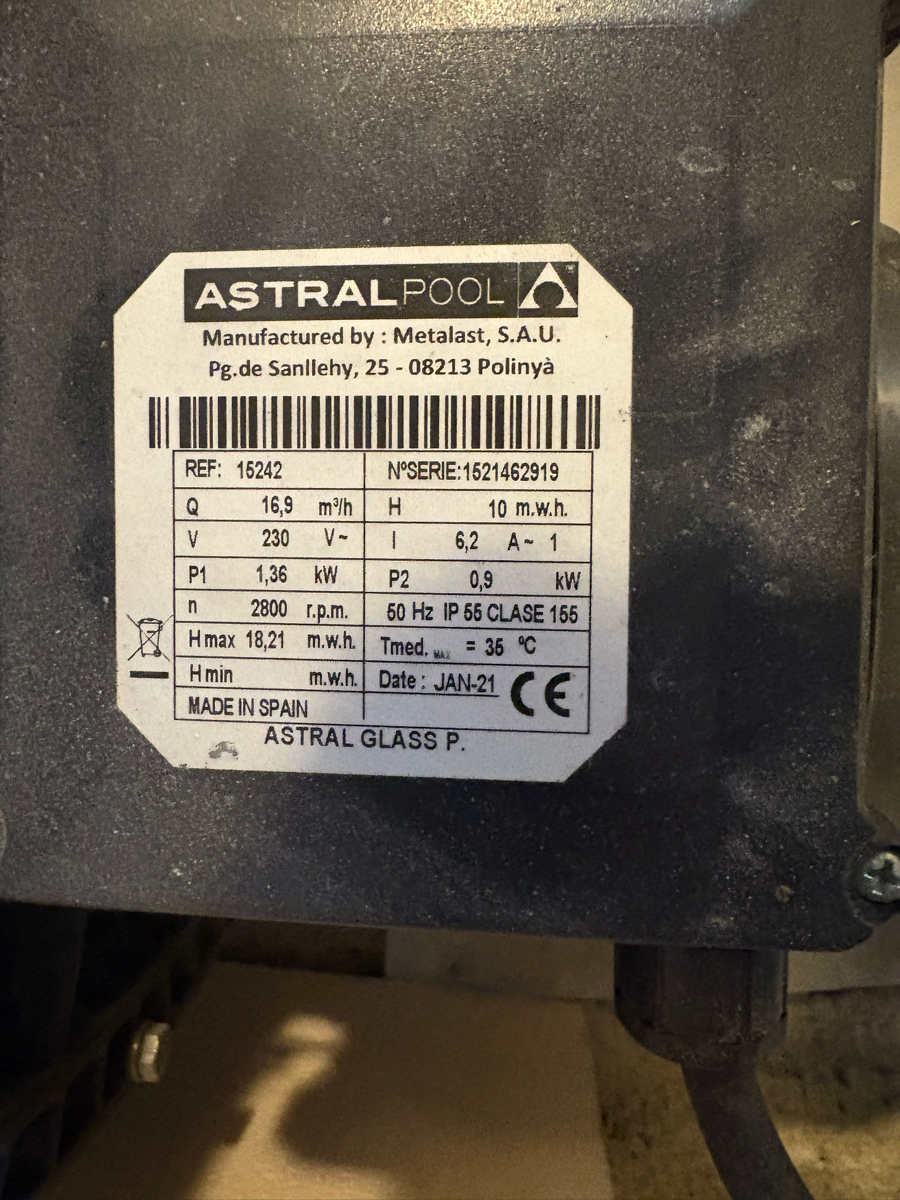 ASTRALPOOL
Manufactured by : Metalast, S.A.U.
Pg.de Sanllehy, 25 - 08213 Polinyà
REF: 15242 NºSERIE:1521462919
Q 16,9 m³/h H 10 m.w.h.
V 230 V~ I 6,2 A~ 1
P1 1,36 kW P2 0,9 kW
n 2800 r.p.m. 50 Hz IP 55 CLASE 155
H max 18,21 m.w.h. Tmed. MAX = 35 ºC
H min m.w.h. Date : JAN-21 CE
MADE IN SPAIN
ASTRAL GLASS P.